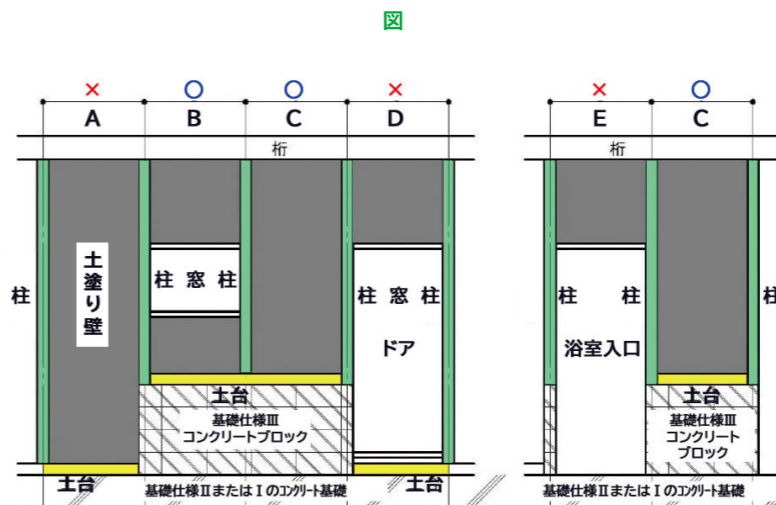 図
× ○ ○ × × ○
A B C D E C
桁 桁
土塗り壁
柱
柱 窓 柱
柱 窓 柱
ドア
柱 柱
柱
浴室入口
土台
基礎仕様Ⅲ
コンクリートブロック
土台
基礎仕様Ⅲ
コンクリート
ブロック
土台
基礎仕様ⅡまたはⅠのコンクリート基礎
土台
基礎仕様ⅡまたはⅠのコンクリート基礎